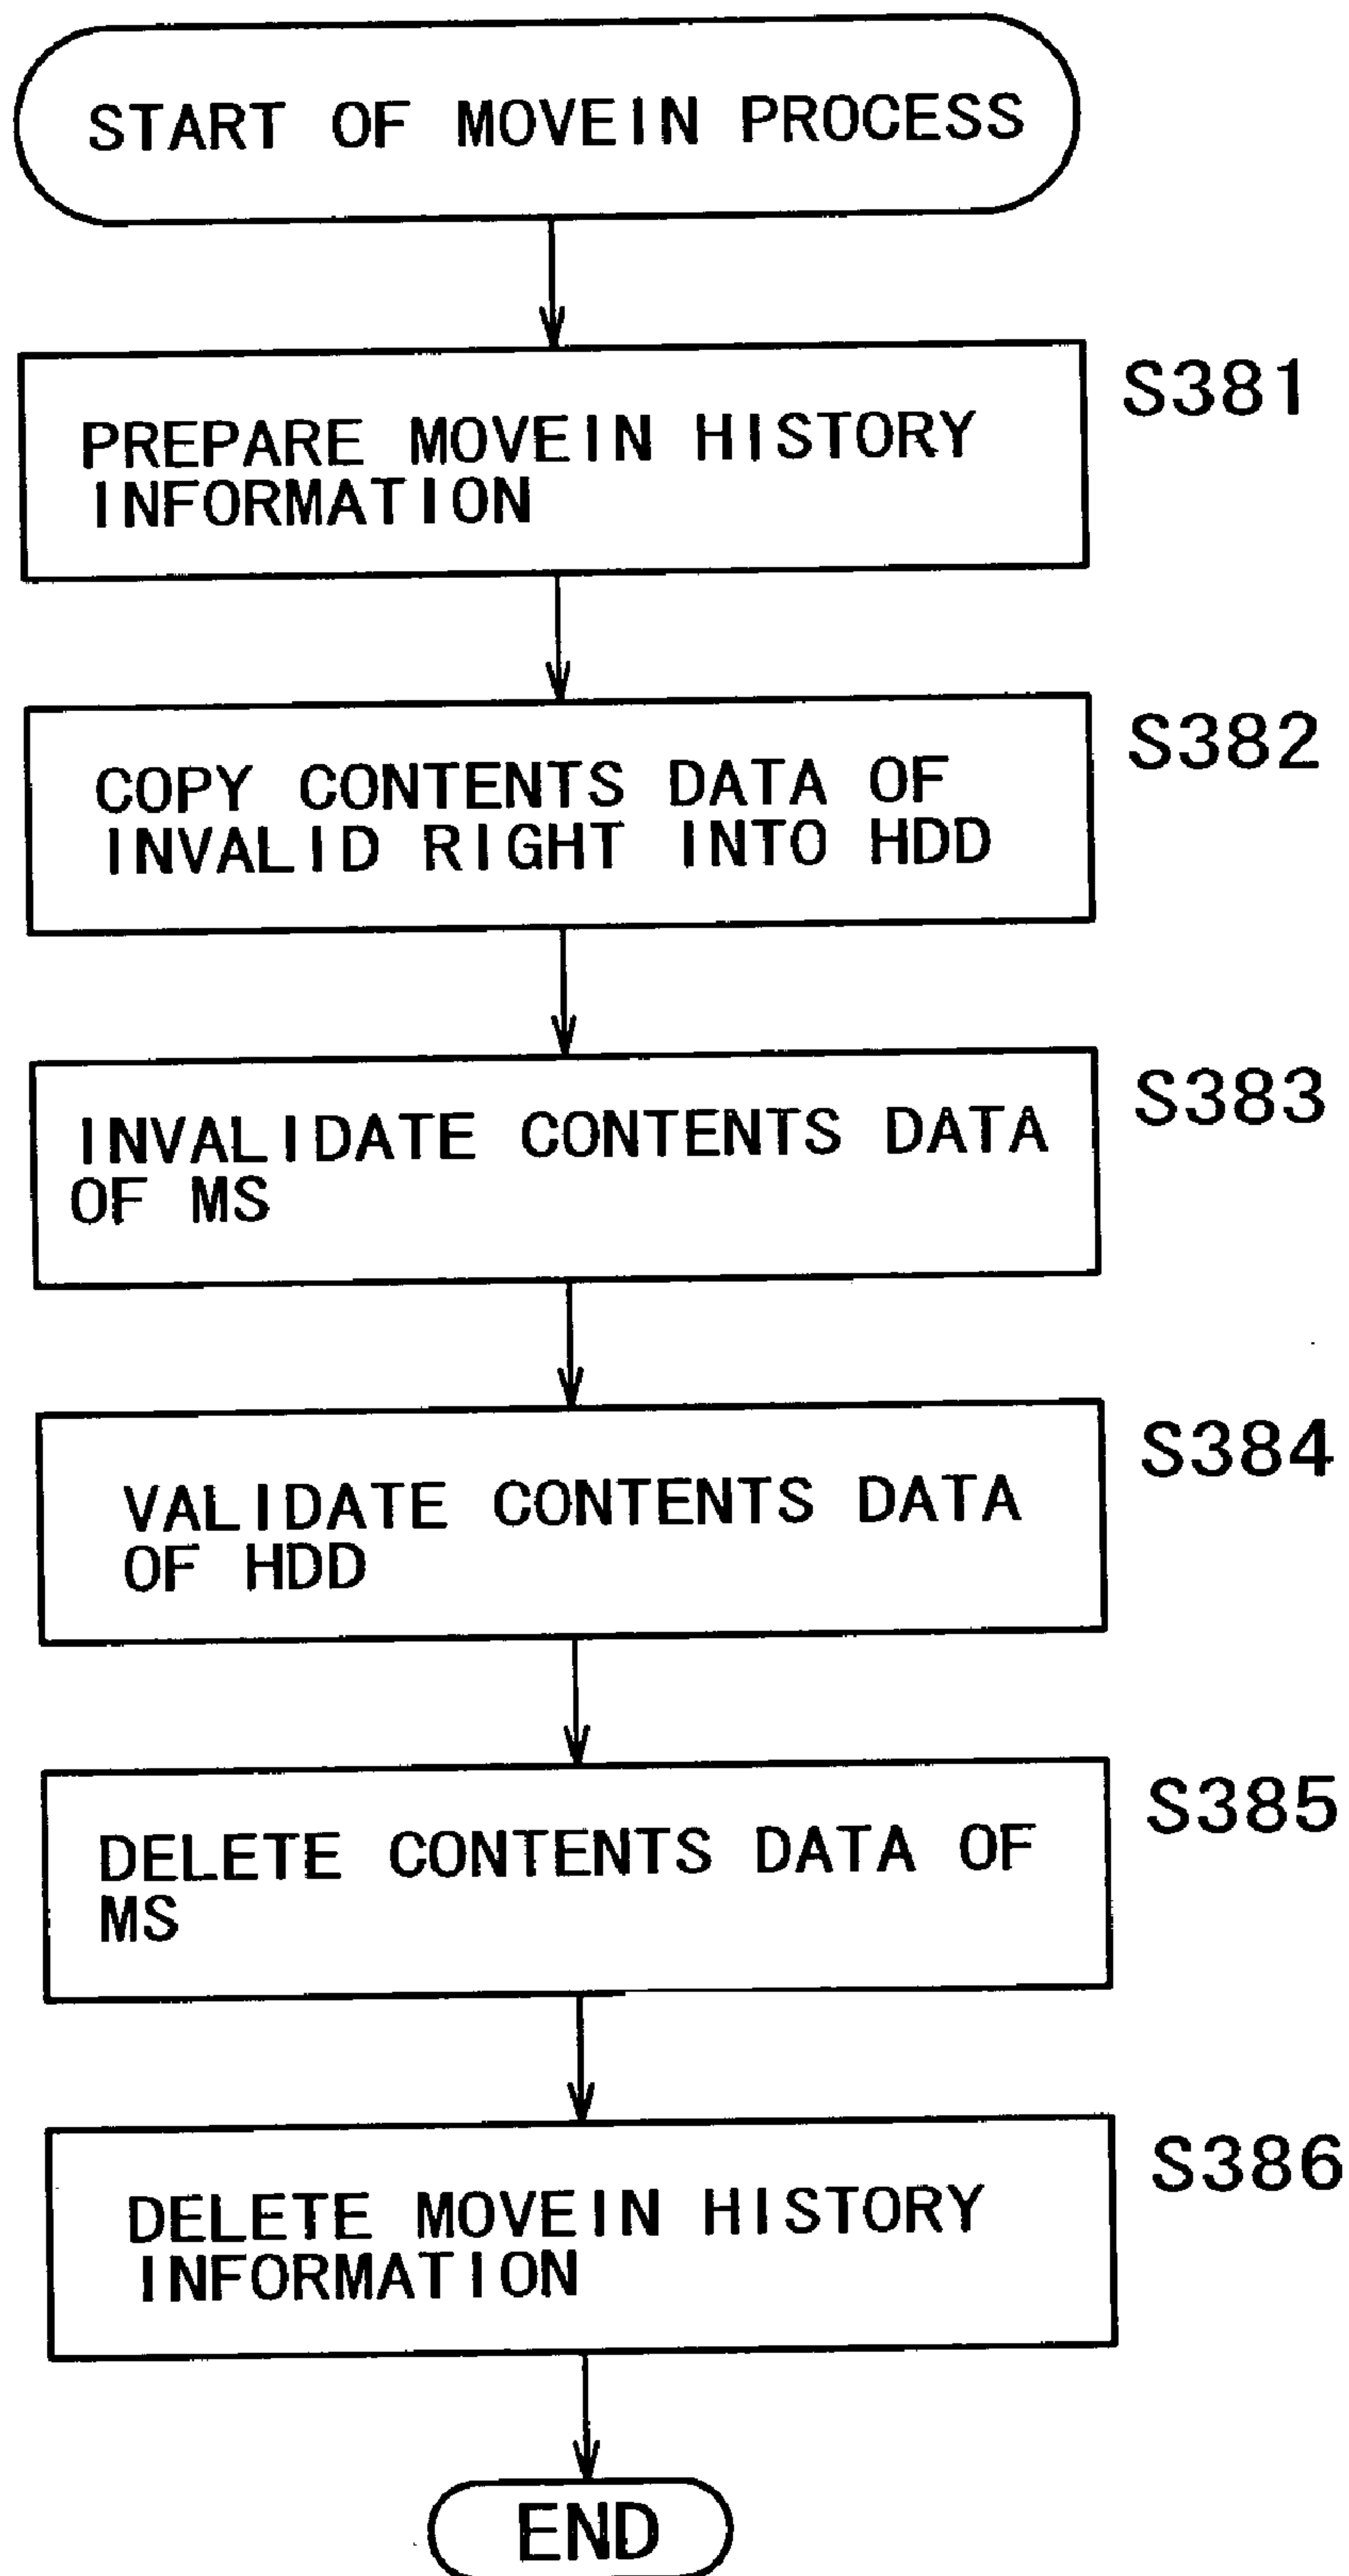 START OF MOVEIN PROCESS
S381
PREPARE MOVEIN HISTORY
INFORMATION
S382
COPY CONTENTS DATA OF
INVALID RIGHT INTO HDD
S383
INVALIDATE CONTENTS DATA
OF MS
S384
VALIDATE CONTENTS DATA
OF HDD
S385
DELETE CONTENTS DATA OF
MS
S386
DELETE MOVEIN HISTORY
INFORMATION
END